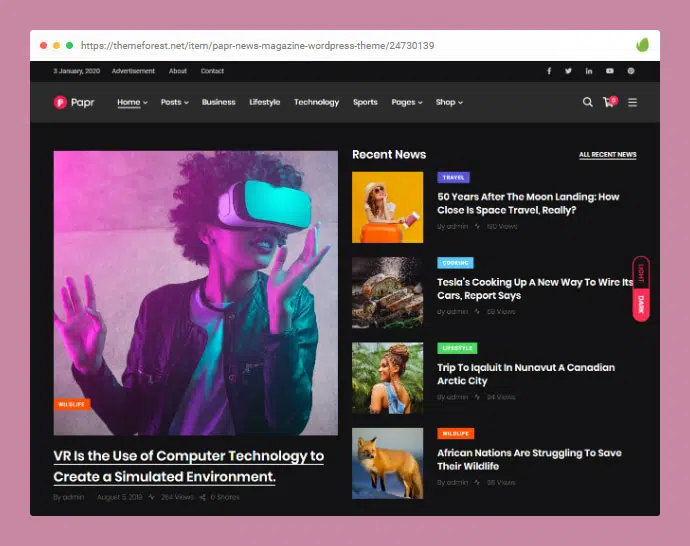 https://themeforest.net/item/papr-news-magazine-wordpress-theme/24730139
3 January, 2020 Advertisement About Contact
Papr Home Posts Business Lifestyle Technology Sports Pages Shop
Recent News ALL RECENT NEWS
TRAVEL
50 Years After The Moon Landing: How
Close Is Space Travel, Really?
By admin Views
COOKING
Tesla's Cooking Up A New Way To Wire Its
Cars, Report Says
By admin Views
LIGHT
DARK
LIFESTYLE
Trip To Iqaluit In Nunavut A Canadian
Arctic City
By admin Views
WILDLIFE
WILDLIFE
African Nations Are Struggling To Save
Their Wildlife
By admin Views
VR Is the Use of Computer Technology to
Create a Simulated Environment.
By admin August 5, 2019 Views 0 Shares